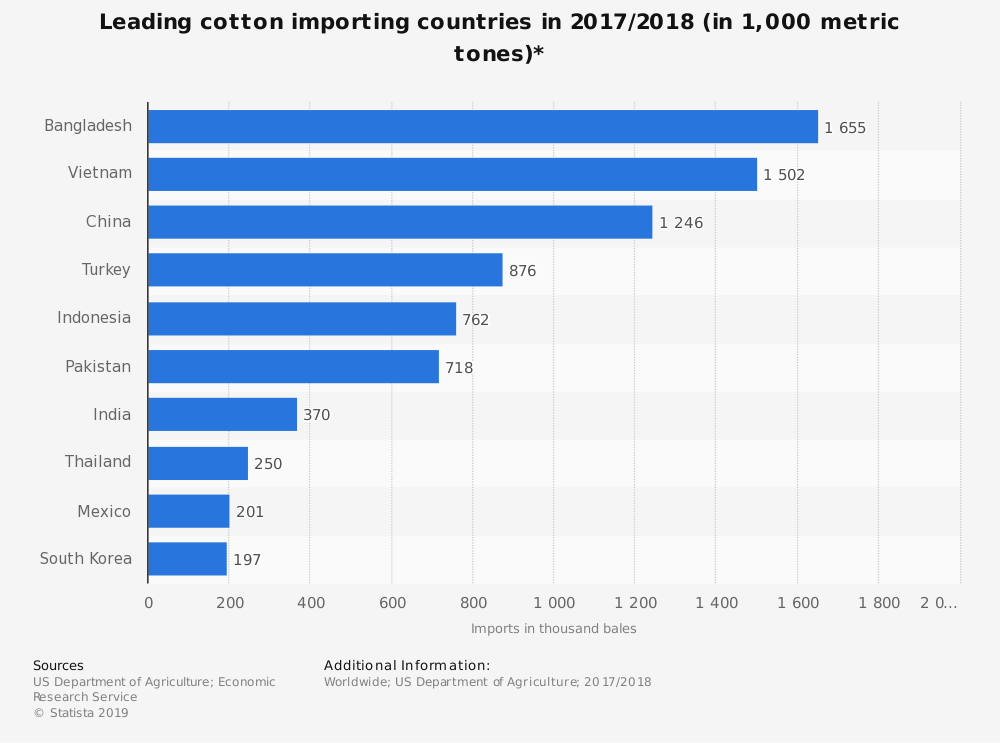 Leading cotton importing countries in 2017/2018 (in 1,000 metric
tones)*
Bangladesh 1 655
Vietnam 1 502
China 1 246
Turkey 876
Indonesia 762
Pakistan 718
India 370
Thailand 250
Mexico 201
South Korea 197
0 200 400 600 800 1 000 1 200 1 400 1 600 1 800 2 0...
Imports in thousand bales
Sources
US Department of Agriculture; Economic
Research Service
© Statista 2019
Additional Information:
Worldwide; US Department of Agriculture; 2017/2018